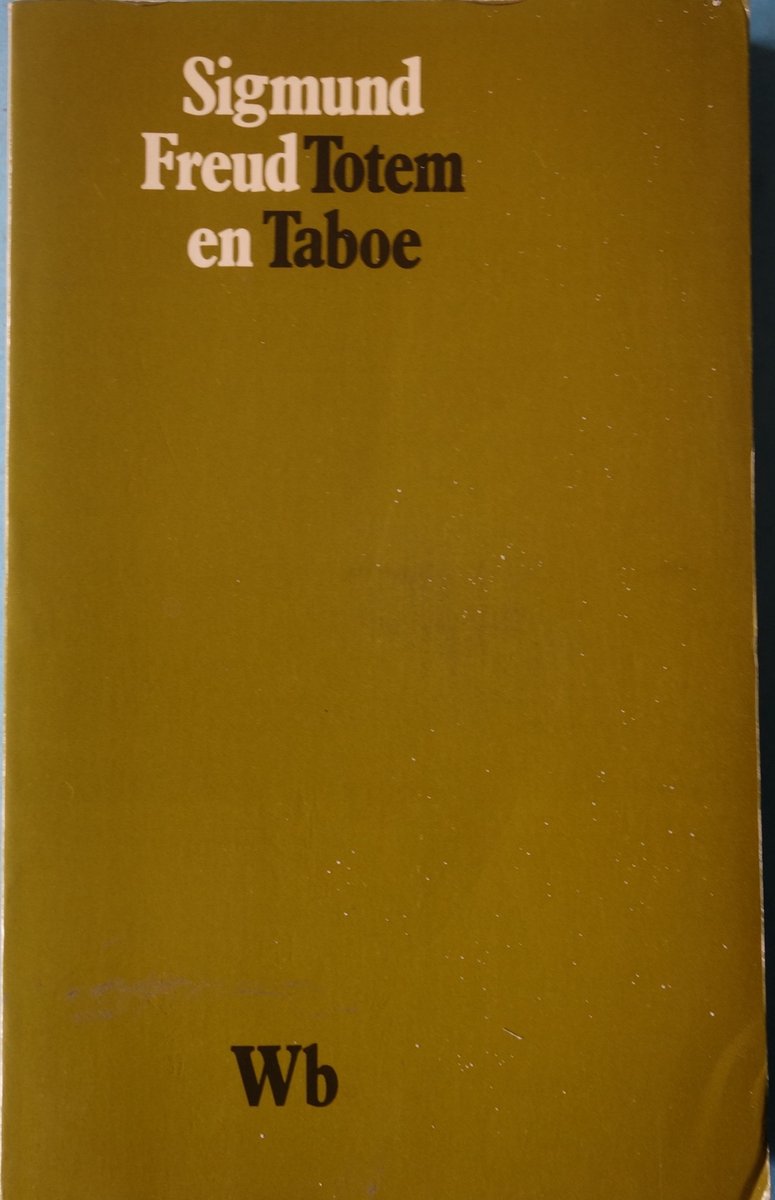 Sigmund
Freud Totem
en Taboe
Wb